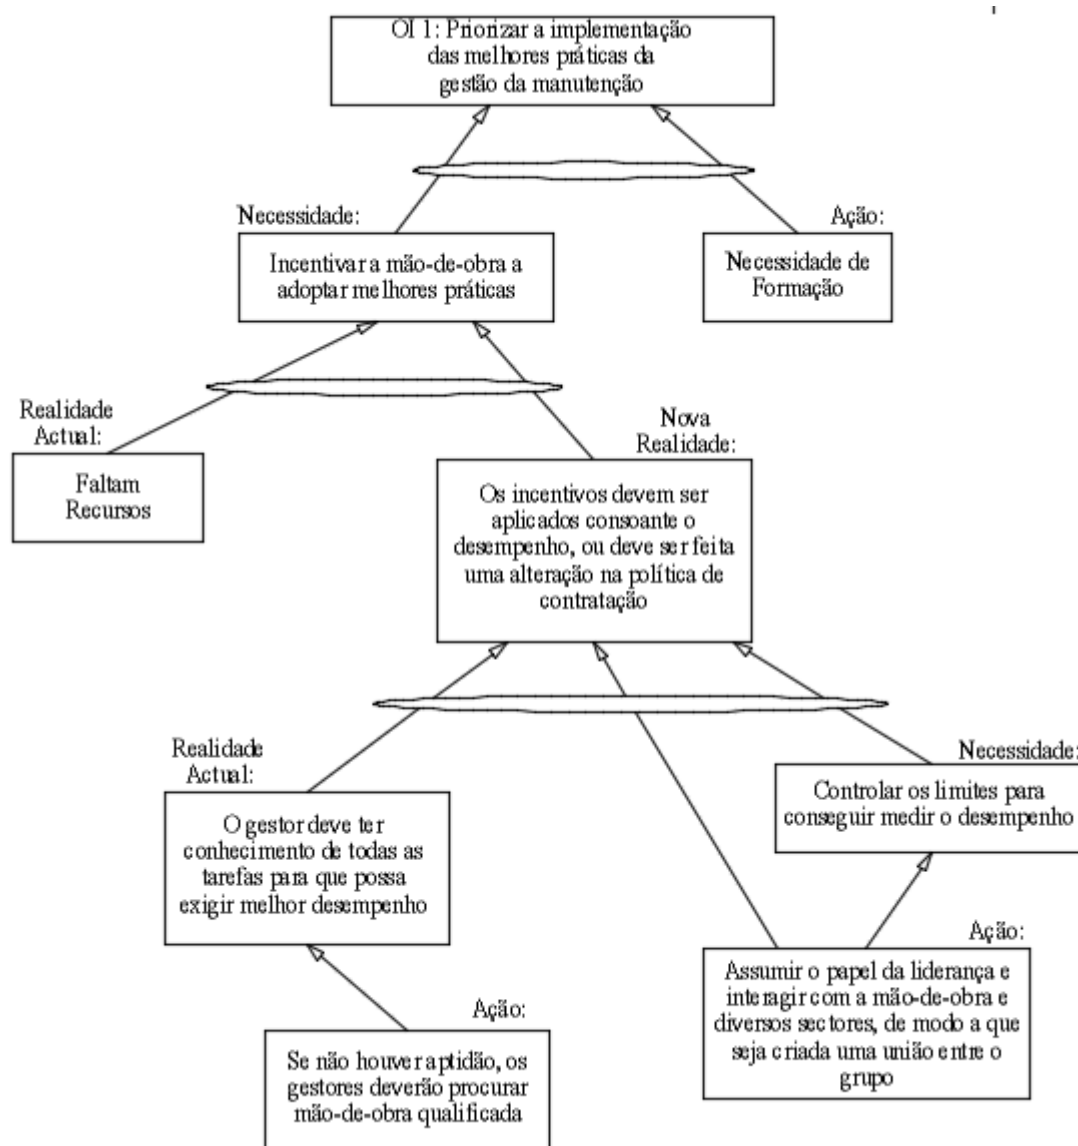 OI 1: Priorizar a implementação
das melhores práticas da
gestão da manutenção
Necessidade:
Incentivar a mão-de-obra a
adoptar melhores práticas
Ação:
Necessidade de
Formação
Realidade
Actual:
Faltam
Recursos
Nova
Realidade:
Os incentivos devem ser
aplicados consoante o
desempenho, ou deve ser feita
uma alteração na política de
contratação
Realidade
Actual:
O gestor deve ter
conhecimento de todas as
tarefas para que possa
exigir melhor desempenho
Necessidade:
Controlar os limites para
conseguir medir o desempenho
Ação:
Se não houver aptidão, os
gestores deverão procurar
mão-de-obra qualificada
Ação:
Assumir o papel da liderança e
interagir com a mão-de-obra e
diversos sectores, de modo a que
seja criada uma união entre o
grupo